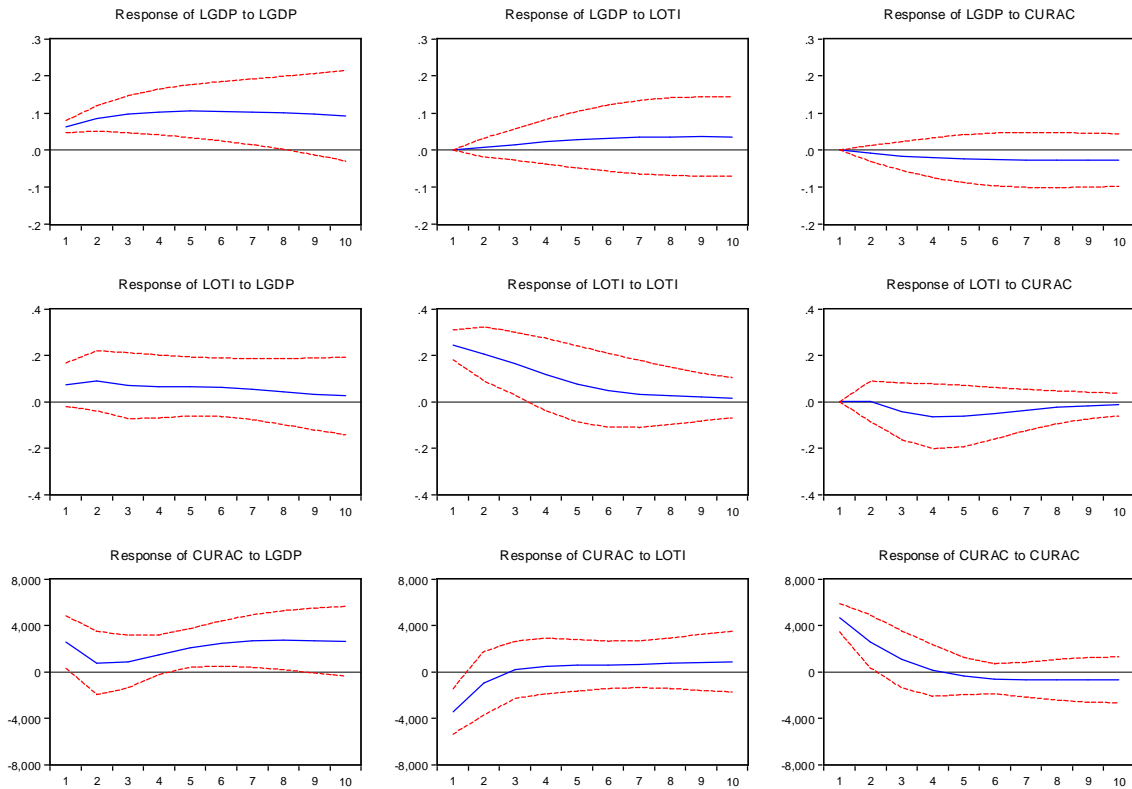 Response of LGDP to LGDP
Response of LGDP to LOTI
Response of LGDP to CURAC
.3
.2
.1
.0
-.1
-.2
1 2 3 4 5 6 7 8 9 10
.3
.2
.1
.0
-.1
-.2
1 2 3 4 5 6 7 8 9 10
.3
.2
.1
.0
-.1
-.2
1 2 3 4 5 6 7 8 9 10
Response of LOTI to LGDP
Response of LOTI to LOTI
Response of LOTI to CURAC
.4
.2
.0
-.2
-.4
1 2 3 4 5 6 7 8 9 10
.4
.2
.0
-.2
-.4
1 2 3 4 5 6 7 8 9 10
.4
.2
.0
-.2
-.4
1 2 3 4 5 6 7 8 9 10
Response of CURAC to LGDP
Response of CURAC to LOTI
Response of CURAC to CURAC
8,000
4,000
0
-4,000
-8,000
1 2 3 4 5 6 7 8 9 10
8,000
4,000
0
-4,000
-8,000
1 2 3 4 5 6 7 8 9 10
8,000
4,000
0
-4,000
-8,000
1 2 3 4 5 6 7 8 9 10